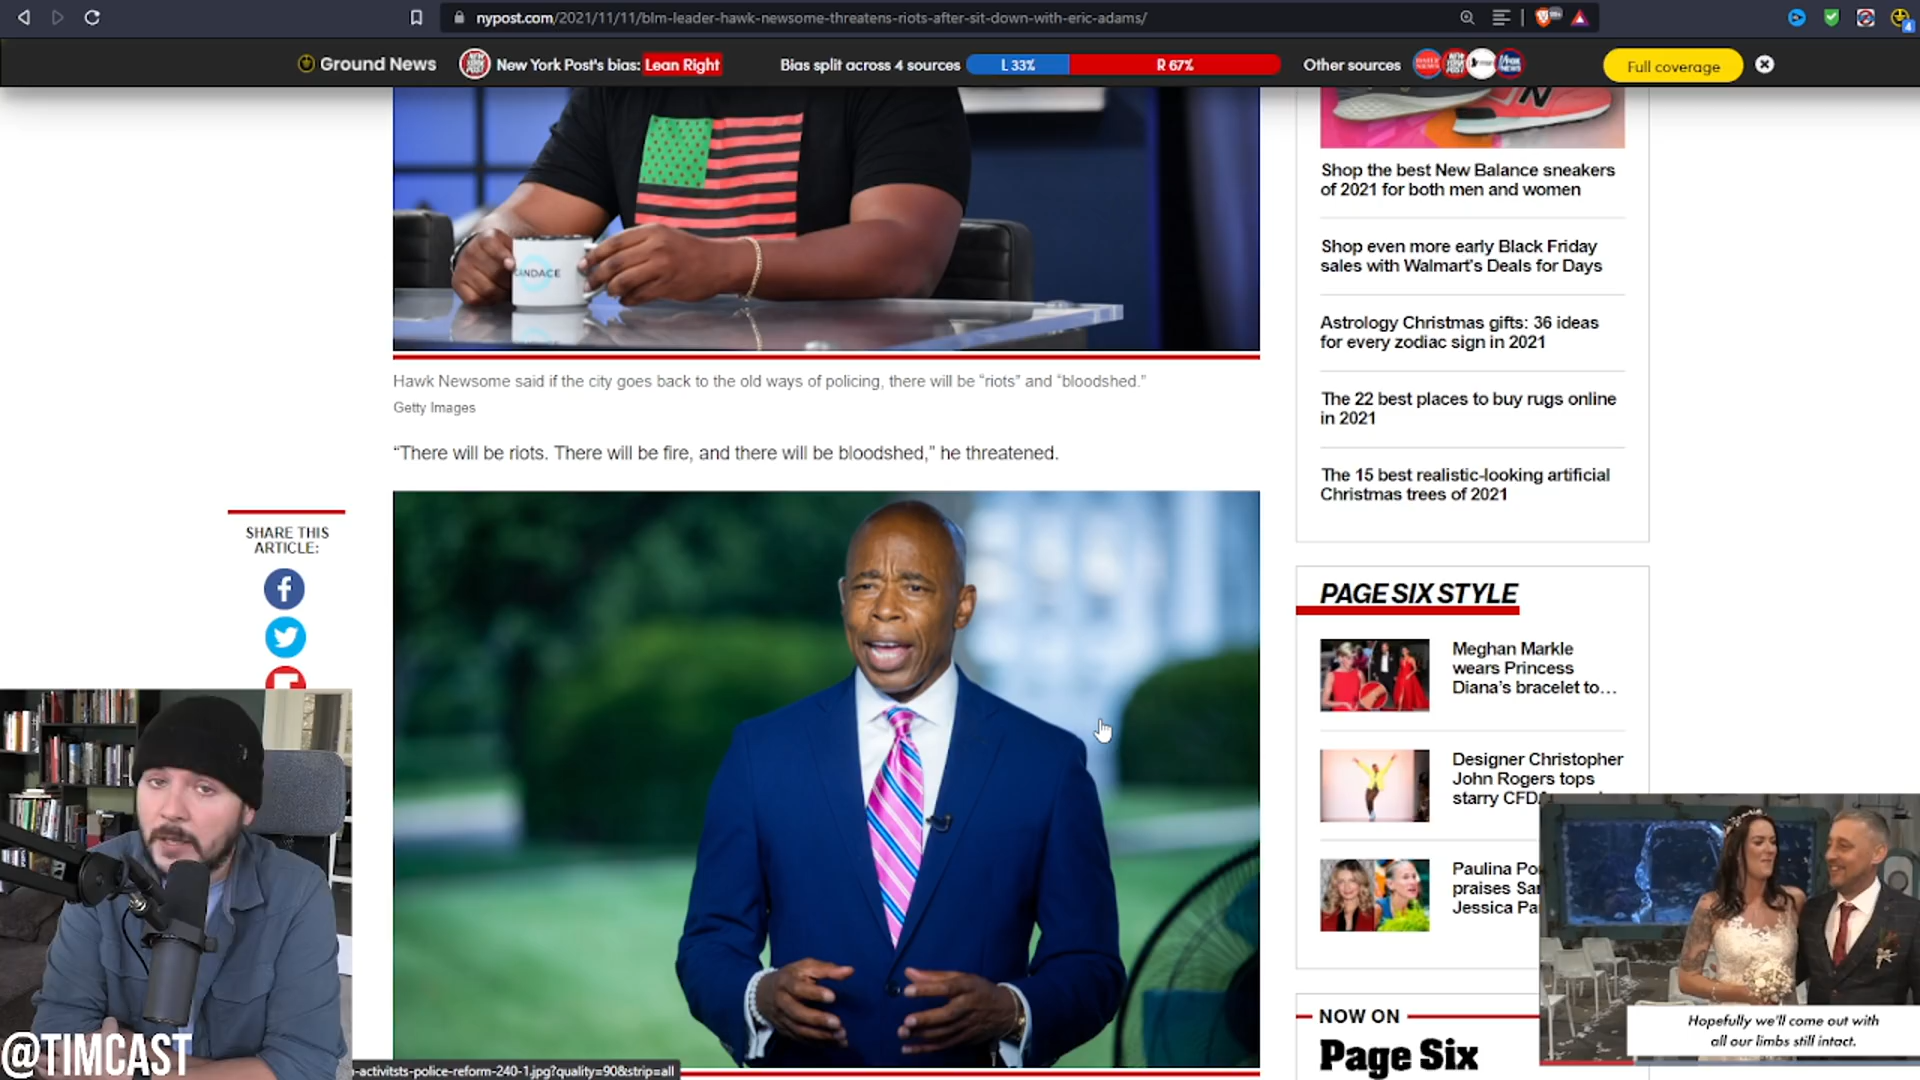 nypost.com/2021/11/11/blm-leader-hawk-newsome-threatens-riots-after-sit-down-with-eric-adams/
4
Ground News
New York Post's bias: Lean Right
Bias split across 4 sources L 33% R 67%
Other sources
Full coverage
N
Shop the best New Balance sneakers
of 2021 for both men and women
Shop even more early Black Friday
sales with Walmart's Deals for Days
Astrology Christmas gifts: 36 ideas
for every zodiac sign in 2021
The 22 best places to buy rugs online
in 2021
The 15 best realistic-looking artificial
Christmas trees of 2021
CANDACE
Hawk Newsome said if the city goes back to the old ways of policing, there will be “riots” and “bloodshed.”
Getty Images
“There will be riots. There will be fire, and there will be bloodshed,” he threatened.
SHARE THIS
ARTICLE:
PAGE SIX STYLE
Meghan Markle
wears Princess
Diana's bracelet to…
Designer Christopher
John Rogers tops
starry CFDA
Paulina Po
praises Sa
Jessica Pa
NOW ON
Page Six
Hopefully we'll come out with
all our limbs still intact.
@TIMCAST
-activitsts-police-reform-240-1.jpg?quality=90&strip=all